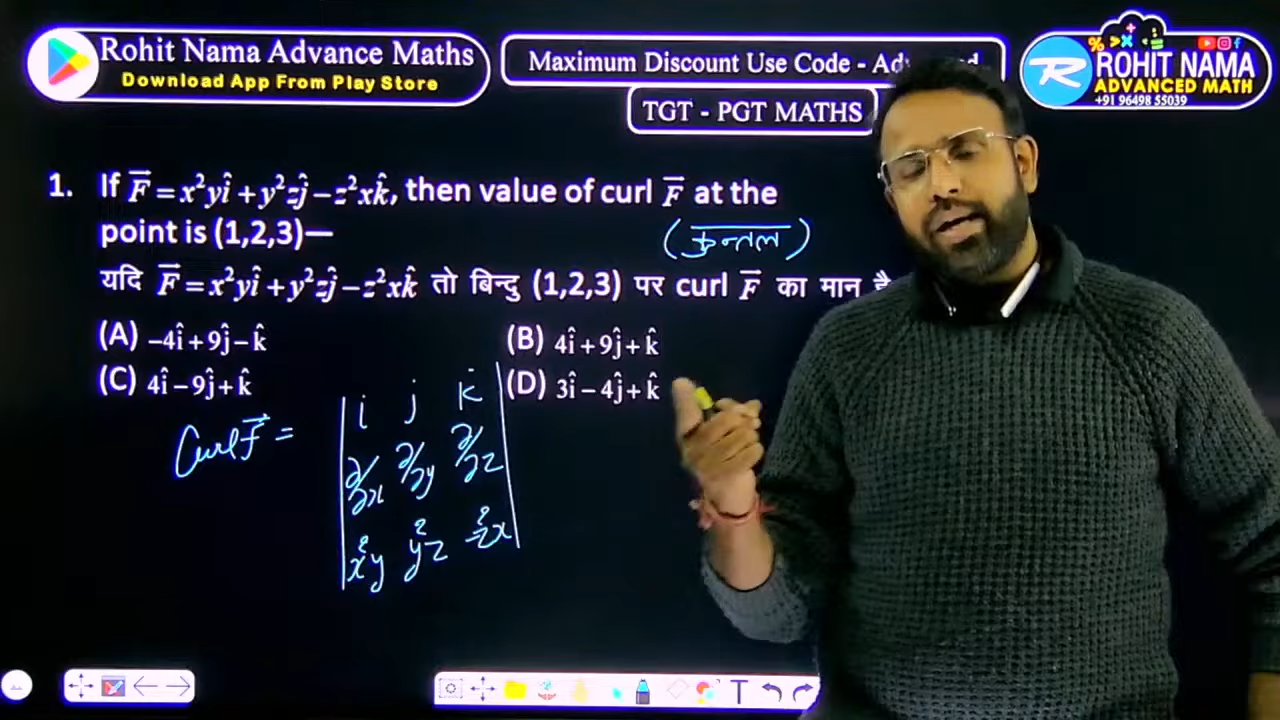 Rohit Nama Advance Maths
Download App From Play Store
Maximum Discount Use Code -
TGT - PGT MATHS
ROHIT NAMA
ADVANCED MATH
+91 96498 55039
1. If F⃗ = x²yî + y²zĵ – z²xk̂, then value of curl F⃗ at the
point is (1,2,3)—
(कुन्तल)
यदि F⃗ = x²yî + y²zĵ – z²xk̂ तो बिन्दु (1,2,3) पर curl F⃗ का मान है
(A) –4î + 9ĵ – k̂
(B) 4î + 9ĵ + k̂
(C) 4î – 9ĵ + k̂
(D) 3î – 4ĵ + k̂
Curl F⃗ =
i j k
∂/∂x ∂/∂y ∂/∂z
x²y y²z -z²x